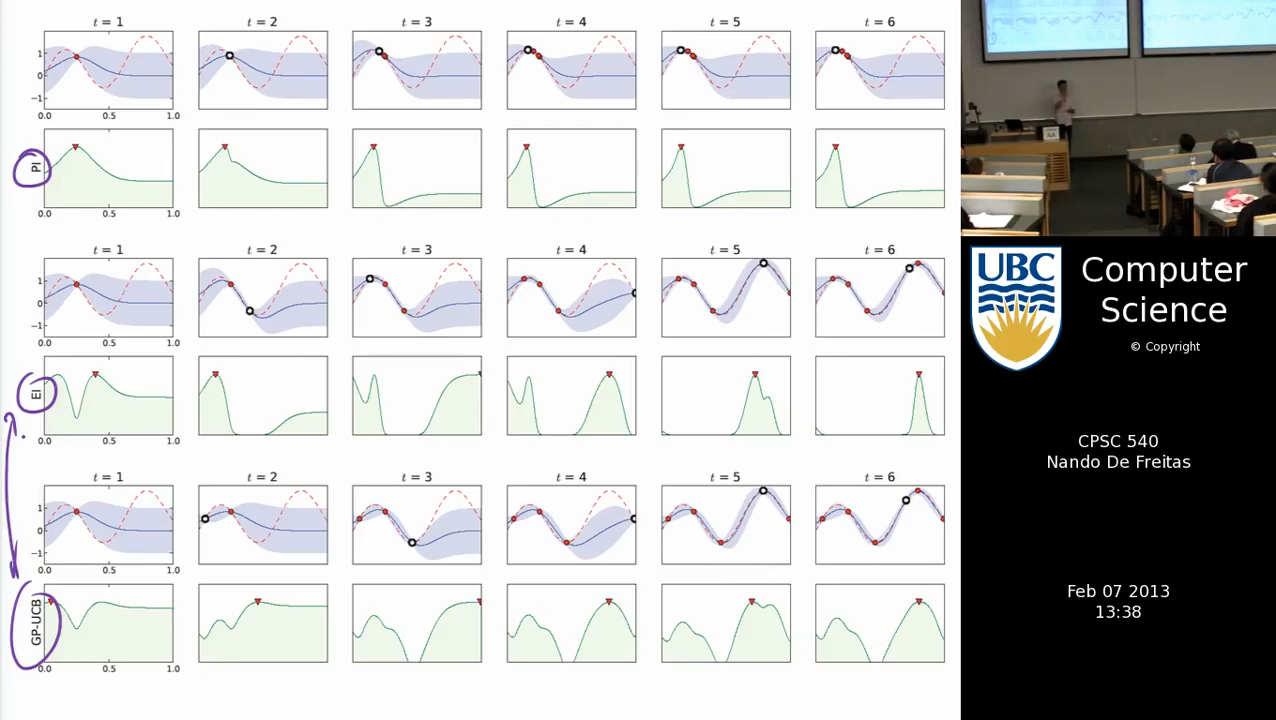 t = 1 t = 2 t = 3 t = 4 t = 5 t = 6
1
0
−1
0.0 0.5 1.0
PI
0.0 0.5 1.0
t = 1 t = 2 t = 3 t = 4 t = 5 t = 6
1
0
−1
0.0 0.5 1.0
EI
0.0 0.5 1.0
t = 1 t = 2 t = 3 t = 4 t = 5 t = 6
1
0
−1
0.0 0.5 1.0
GP-UCB
0.0 0.5 1.0
UBC
Computer
Science
© Copyright
CPSC 540
Nando De Freitas
Feb 07 2013
13:38